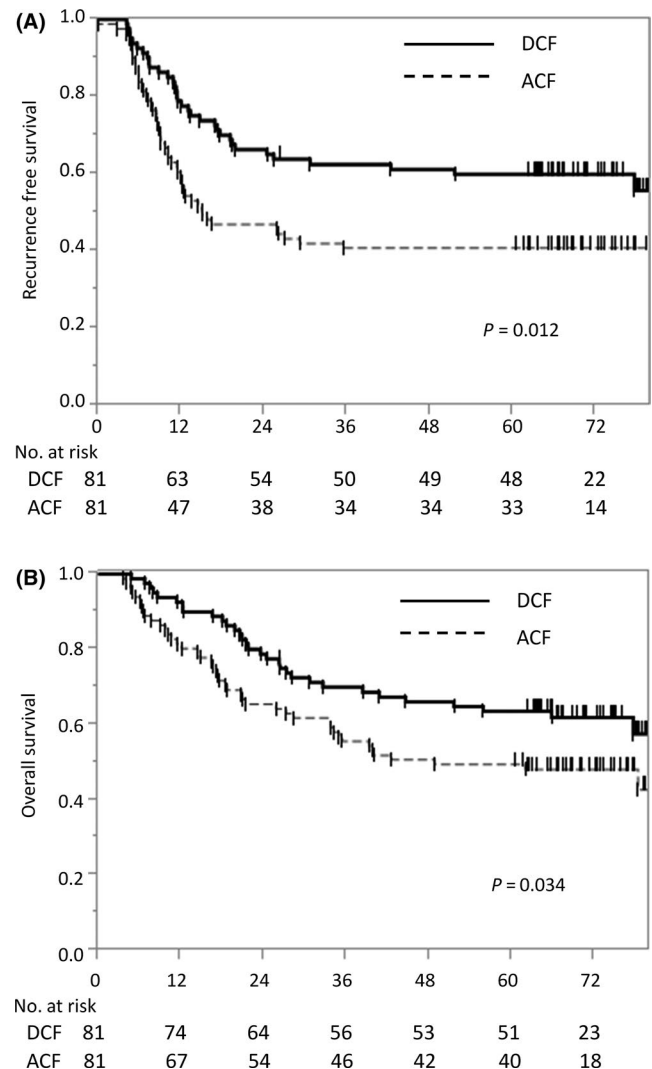 (A)
1.0
DCF
ACF
0.8
0.6
0.4
0.2
0.0
Recurrence free survival
P = 0.012
0 12 24 36 48 60 72
No. at risk
DCF 81 63 54 50 49 48 22
ACF 81 47 38 34 34 33 14
(B)
1.0
DCF
ACF
0.8
0.6
0.4
0.2
0.0
Overall survival
P = 0.034
0 12 24 36 48 60 72
No. at risk
DCF 81 74 64 56 53 51 23
ACF 81 67 54 46 42 40 18